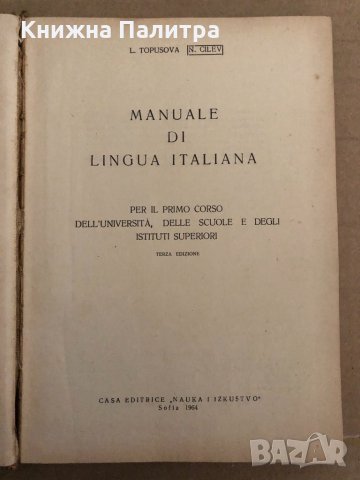 Книжна Палитра
L. TOPUSOVA N. CILEV
MANUALE
DI
LINGUA ITALIANA
PER IL PRIMO CORSO
DELL'UNIVERSITÀ, DELLE SCUOLE E DEGLI
ISTITUTI SUPERIORI
TERZA EDIZIONE
CASA EDITRICE „NAUKA I IZKUSTVO"
Sofia 1964
BAZAR